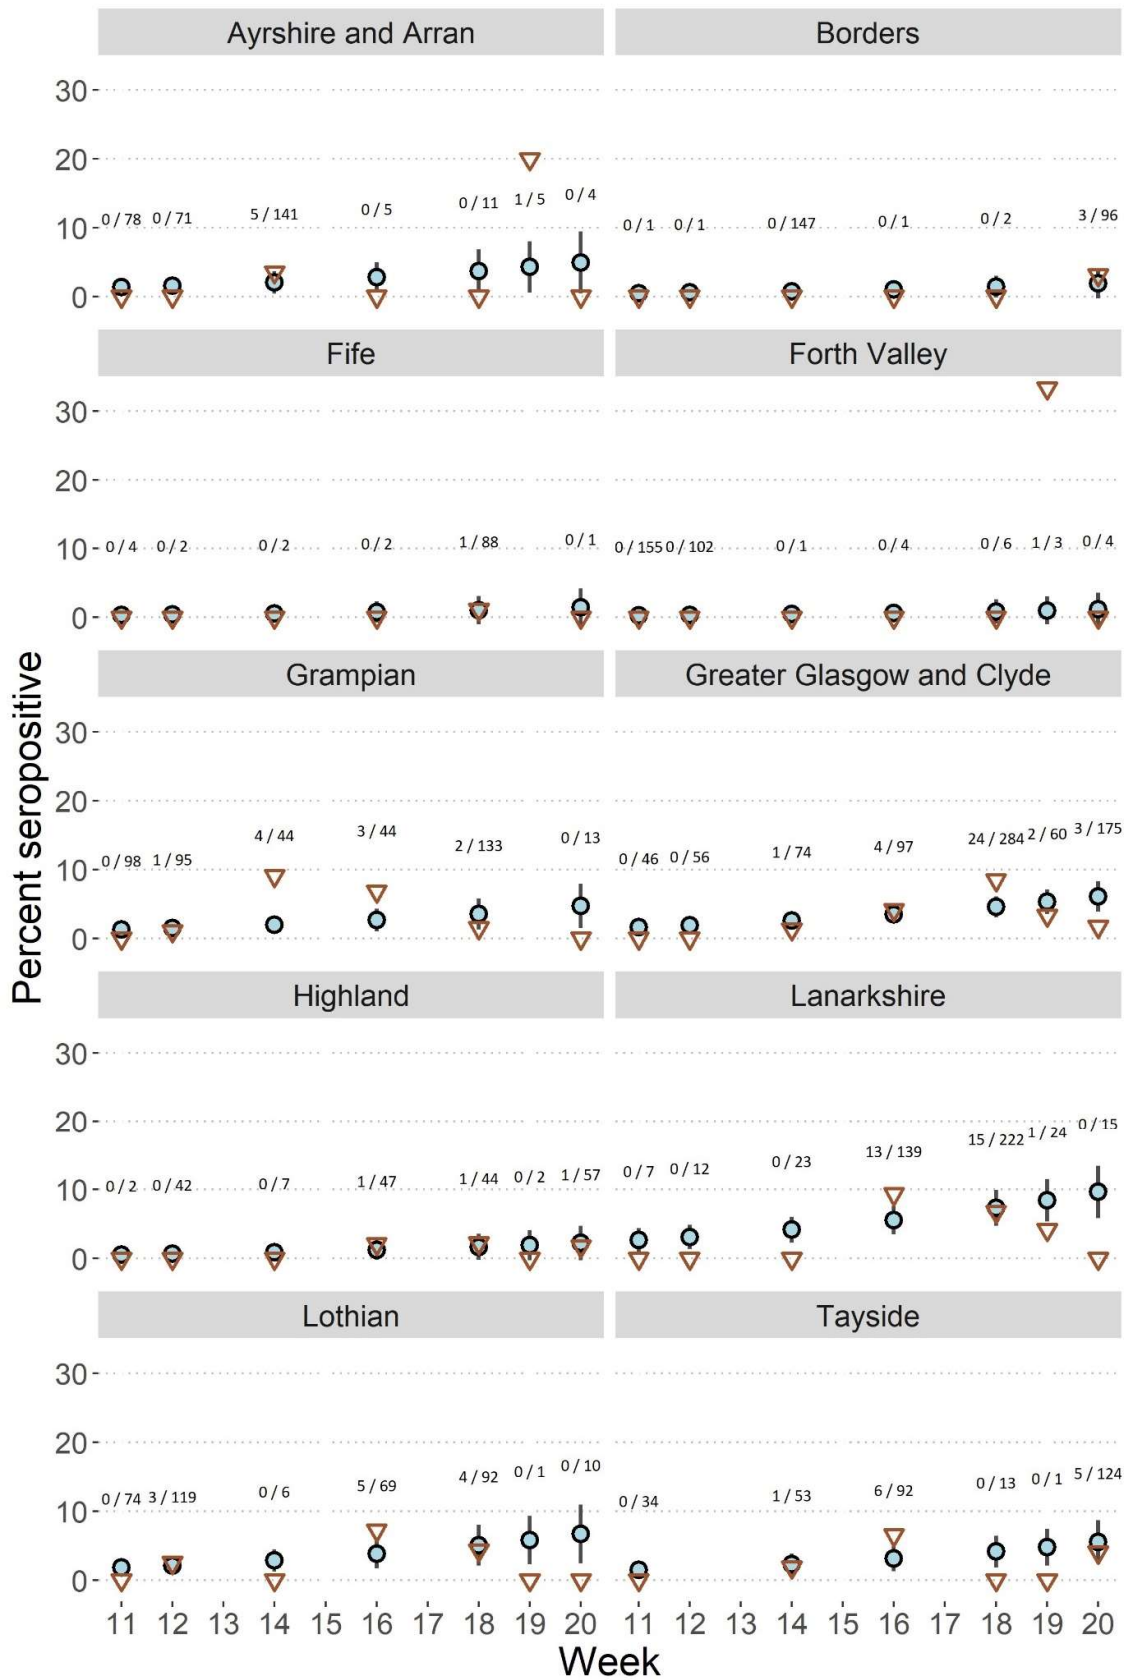 Ayrshire and Arran Borders
30
20
0 / 78 0 / 71 5 / 141 0 / 5 0 / 11 1 / 5 0 / 4 0 / 1 0 / 1 0 / 147 0 / 1 0 / 2 3 / 96
10
0
Fife Forth Valley
30
20
0 / 4 0 / 2 0 / 2 0 / 2 1 / 88 0 / 1 0 / 155 0 / 102 0 / 1 0 / 4 0 / 6 1 / 3 0 / 4
10
0
Percent seropositive
Grampian Greater Glasgow and Clyde
30
20
0 / 98 1 / 95 4 / 44 3 / 44 2 / 133 0 / 13 0 / 46 0 / 56 1 / 74 4 / 97 24 / 284 2 / 60 3 / 175
10
0
Highland Lanarkshire
30
20
0 / 2 0 / 42 0 / 7 1 / 47 1 / 44 0 / 2 1 / 57 0 / 7 0 / 12 0 / 23 13 / 139 15 / 222 1 / 24 0 / 15
10
0
Lothian Tayside
30
20
0 / 74 3 / 119 0 / 6 5 / 69 4 / 92 0 / 1 0 / 10 0 / 34 1 / 53 6 / 92 0 / 13 0 / 1 5 / 124
10
0
11 12 13 14 15 16 17 18 19 20 11 12 13 14 15 16 17 18 19 20
Week